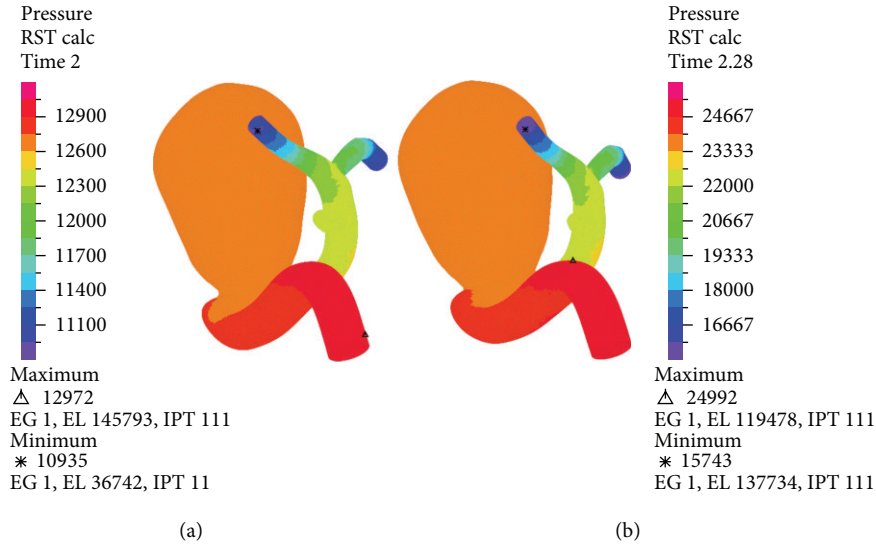 Pressure
RST calc
Time 2
12900
12600
12300
12000
11700
11400
11100
Maximum
△ 12972
EG 1, EL 145793, IPT 111
Minimum
* 10935
EG 1, EL 36742, IPT 11
(a)
Pressure
RST calc
Time 2.28
24667
23333
22000
20667
19333
18000
16667
Maximum
△ 24992
EG 1, EL 119478, IPT 111
Minimum
* 15743
EG 1, EL 137734, IPT 111
(b)